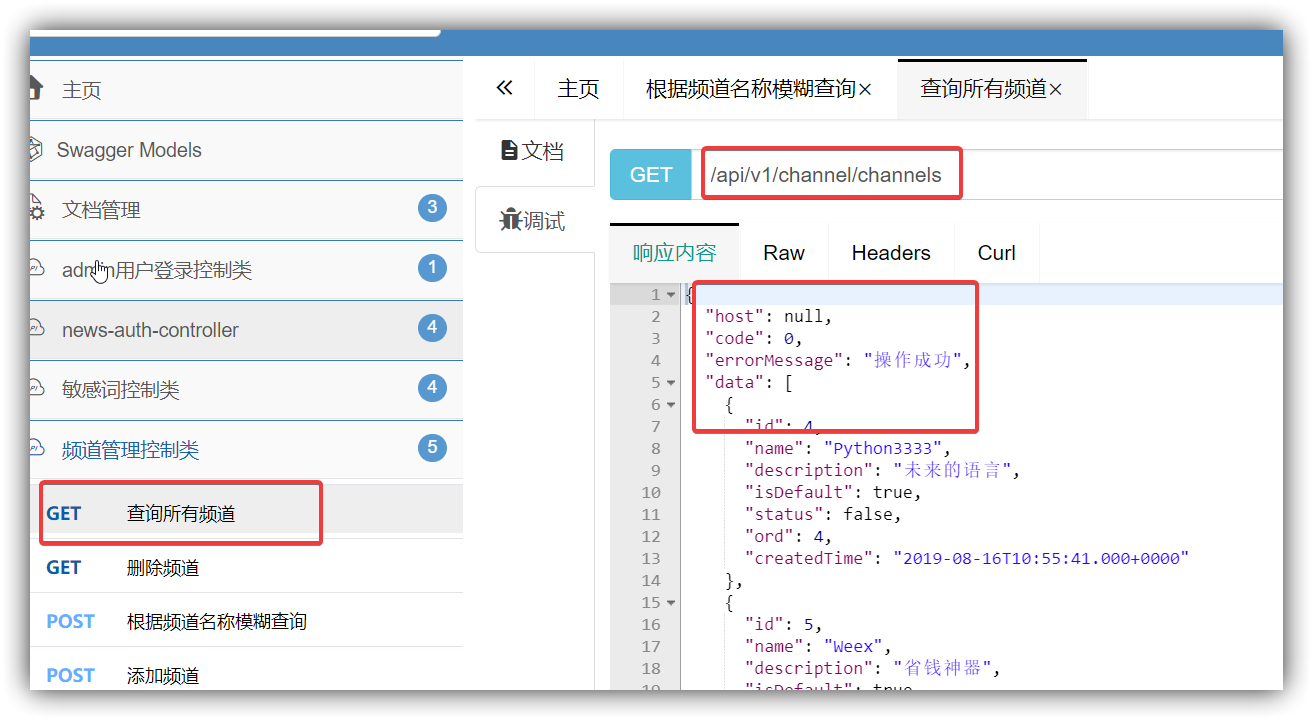 主页
Swagger Models
文档管理 3
admin用户登录控制类 1
news-auth-controller 4
敏感词控制类 4
频道管理控制类 5
GET 查询所有频道
GET 删除频道
POST 根据频道名称模糊查询
POST 添加频道
主页 根据频道名称模糊查询× 查询所有频道×
文档
调试
GET /api/v1/channel/channels
响应内容 Raw Headers Curl
1 {
2 "host": null,
3 "code": 0,
4 "errorMessage": "操作成功",
5 "data": [
6 {
7 "id": 4,
8 "name": "Python3333",
9 "description": "未来的语言",
10 "isDefault": true,
11 "status": false,
12 "ord": 4,
13 "createdTime": "2019-08-16T10:55:41.000+0000"
14 },
15 {
16 "id": 5,
17 "name": "Weex",
18 "description": "省钱神器",
19 "isDefault": true